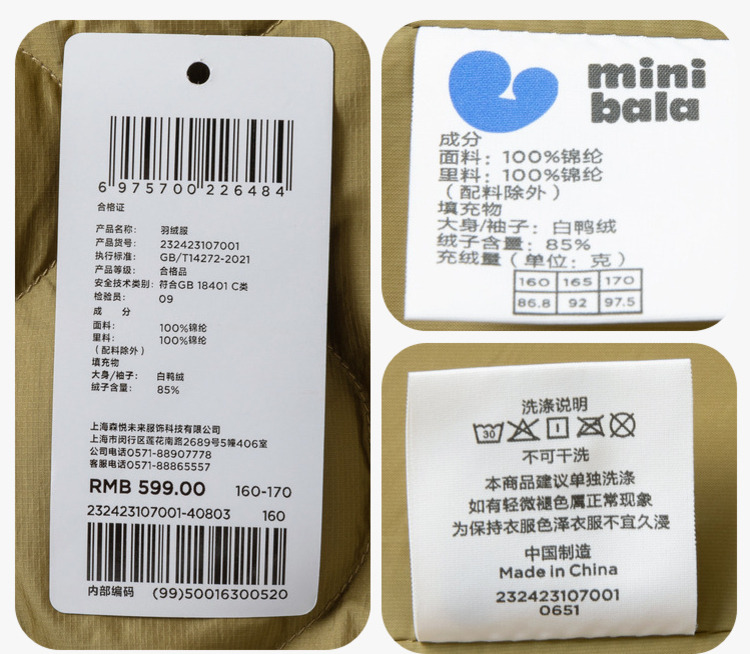 6 975700 226484
合格证
产品名称： 羽绒服
产品货号： 232423107001
执行标准： GB/T14272-2021
产品等级： 合格品
安全技术类别：符合GB 18401 C类
检验员： 09
成 分
面料： 100%锦纶
里料： 100%锦纶
（配料除外）
填充物
大身/袖子： 白鸭绒
绒子含量： 85%
上海森悦未来服饰科技有限公司
上海市闵行区莲花南路2689号5幢406室
公司电话0571-88907778
客服电话0571-88865557
RMB 599.00 160-170
232423107001-40803 160
内部编码 (99)50016300520
mini
bala
成分
面料：100%锦纶
里料：100%锦纶
（配料除外）
填充物
大身/袖子：白鸭绒
绒子含量：85%
充绒量（单位：克）
160 165 170
86.8 92 97.5
洗涤说明
30
不可干洗
本商品建议单独洗涤
如有轻微褪色属正常现象
为保持衣服色泽衣服不宜久浸
中国制造
Made in China
232423107001
0651